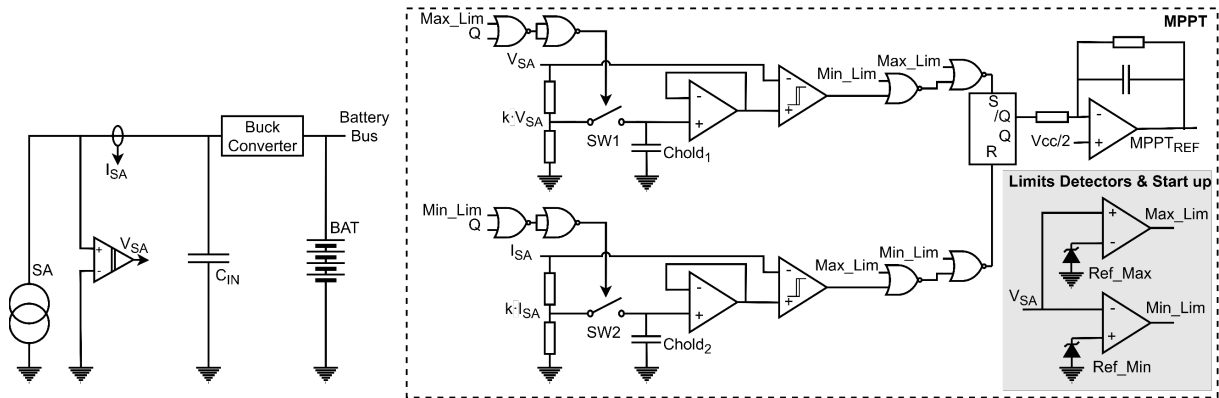 Battery
Bus
Buck
Converter
I_SA
V_SA
SA
C_IN
BAT
MPPT
Max_Lim
Q
V_SA
k·V_SA
SW1
Chold_1
-
+
Min_Lim
Max_Lim
S
/Q
Q
R
Vcc/2
-
+
MPPT_REF
Min_Lim
Q
I_SA
k·I_SA
SW2
Chold_2
-
+
Max_Lim
Min_Lim
Limits Detectors & Start up
V_SA
+
-
Max_Lim
Ref_Max
-
+
Min_Lim
Ref_Min